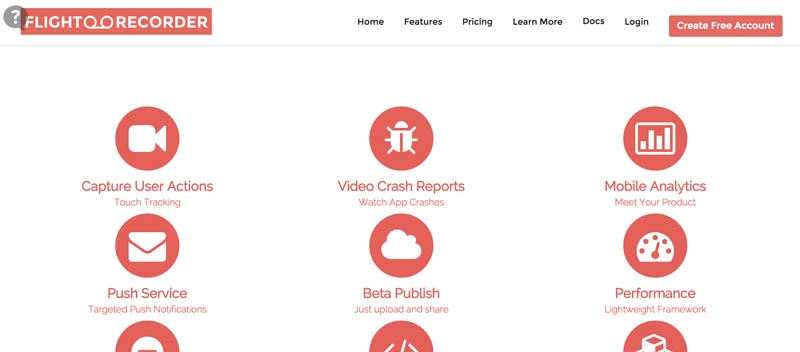 ?
FLIGHT RECORDER
Home Features Pricing Learn More Docs Login Create Free Account
Capture User Actions
Touch Tracking
Video Crash Reports
Watch App Crashes
Mobile Analytics
Meet Your Product
Push Service
Targeted Push Notifications
Beta Publish
Just upload and share
Performance
Lightweight Framework